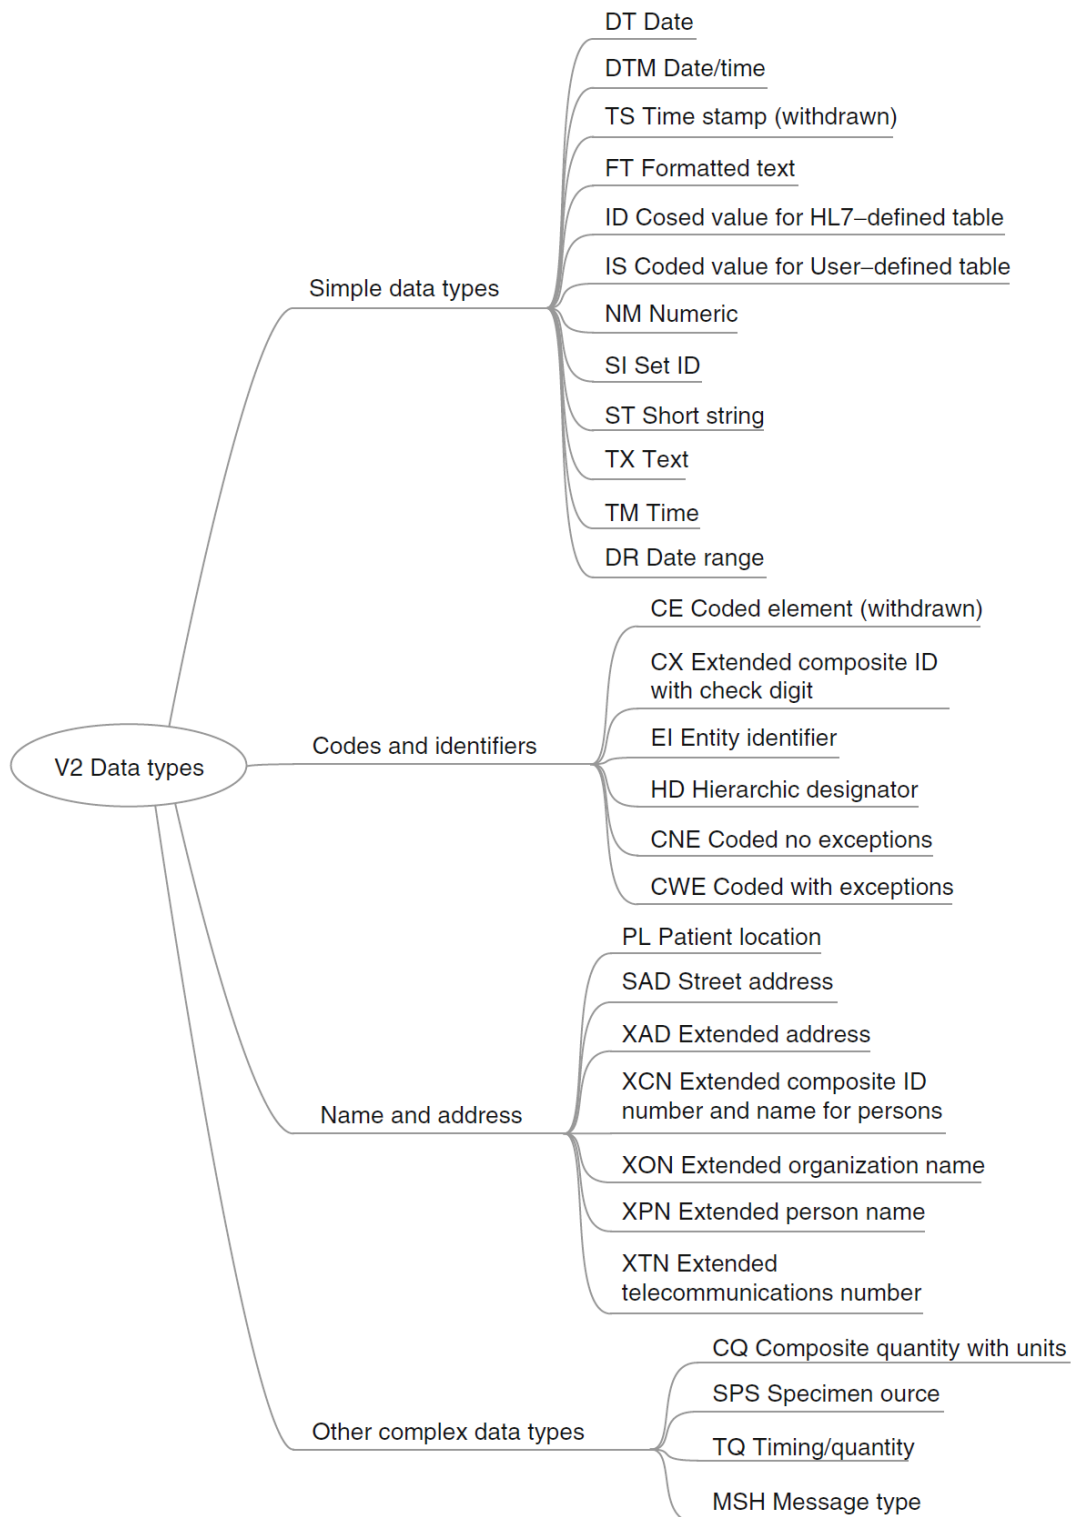 V2 Data types
Simple data types
DT Date
DTM Date/time
TS Time stamp (withdrawn)
FT Formatted text
ID Cosed value for HL7–defined table
IS Coded value for User–defined table
NM Numeric
SI Set ID
ST Short string
TX Text
TM Time
DR Date range
Codes and identifiers
CE Coded element (withdrawn)
CX Extended composite ID
with check digit
EI Entity identifier
HD Hierarchic designator
CNE Coded no exceptions
CWE Coded with exceptions
Name and address
PL Patient location
SAD Street address
XAD Extended address
XCN Extended composite ID
number and name for persons
XON Extended organization name
XPN Extended person name
XTN Extended
telecommunications number
Other complex data types
CQ Composite quantity with units
SPS Specimen ource
TQ Timing/quantity
MSH Message type